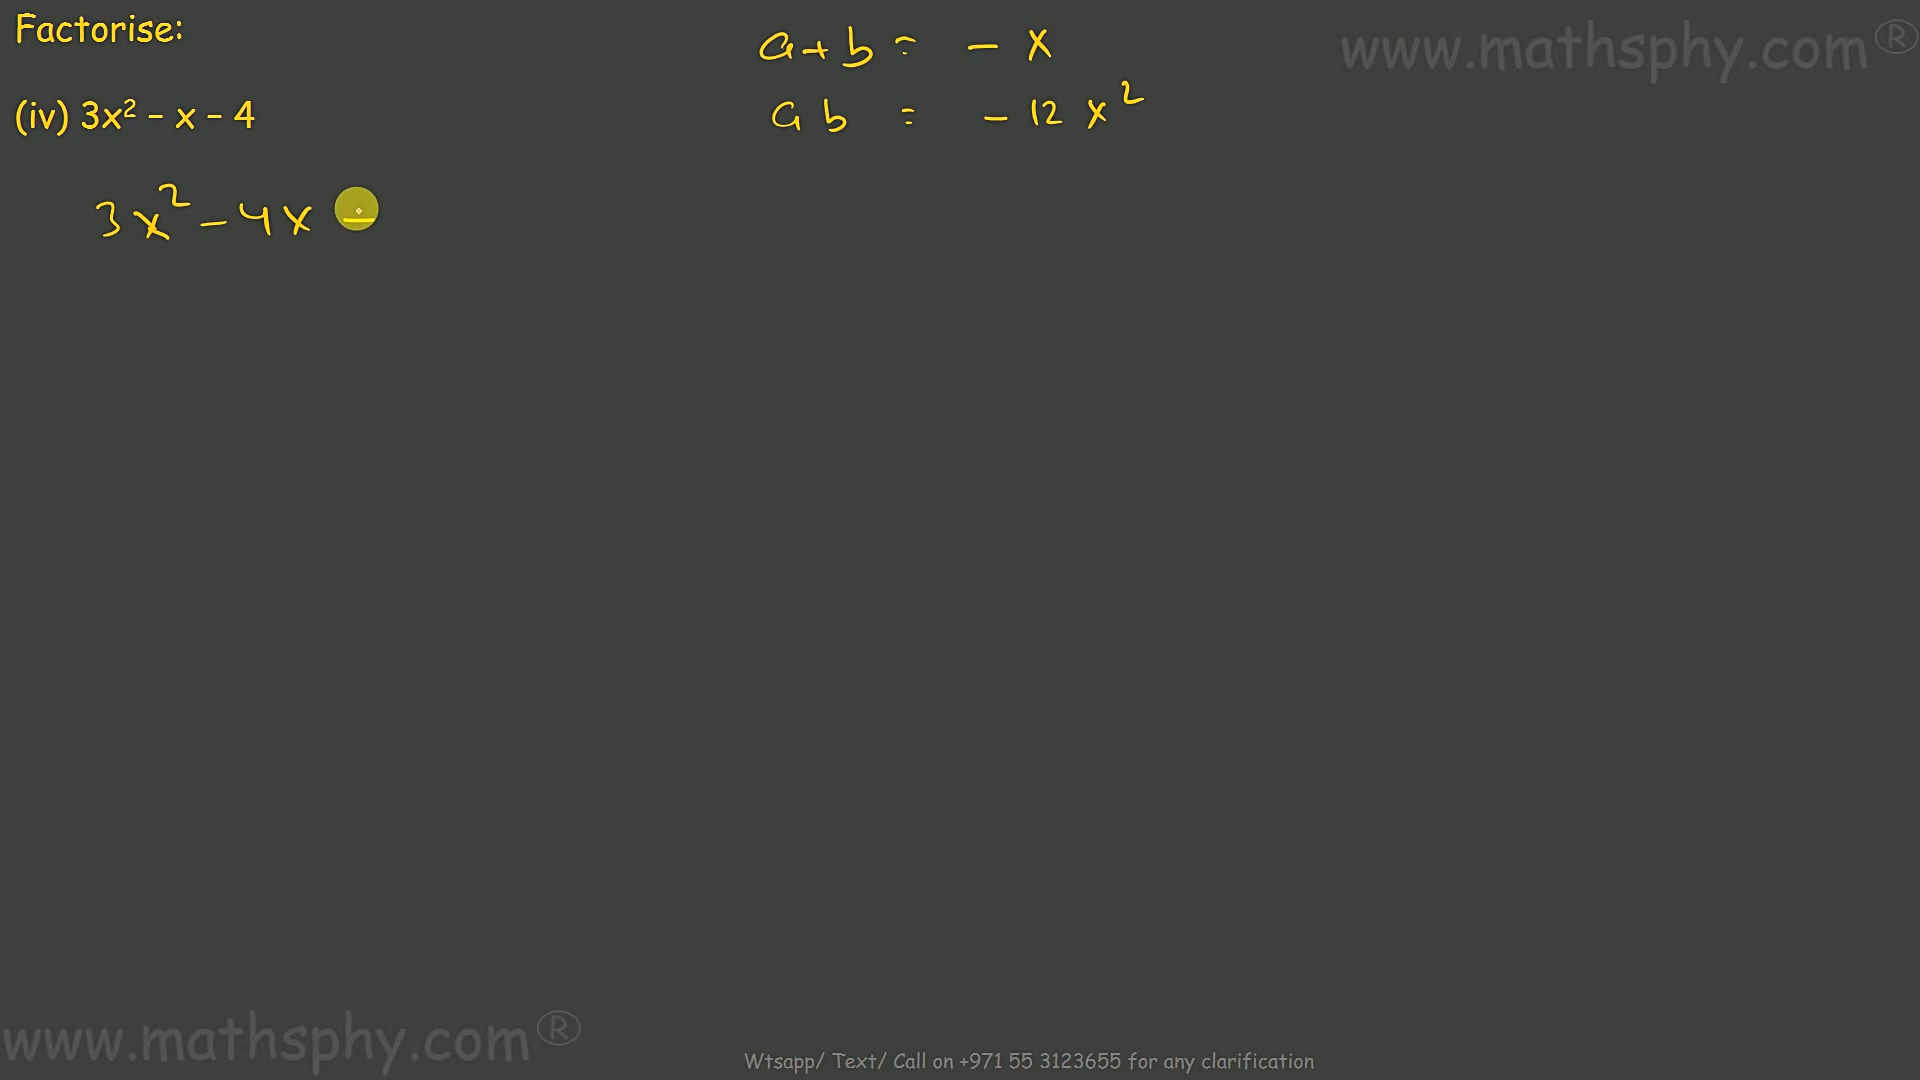 Factorise:
a+b = - x
www.mathsphy.com®
(iv) 3x² – x – 4
ab = - 12 x²
3x² - 4x -
www.mathsphy.com®
Wtsapp/ Text/ Call on +971 55 3123655 for any clarification